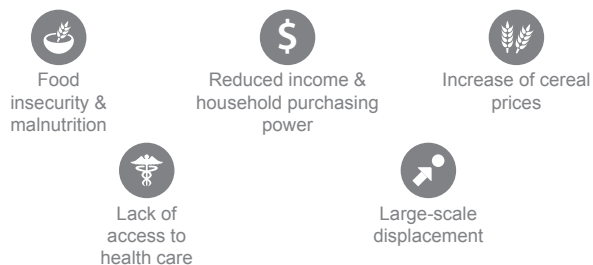 Food
insecurity &
malnutrition
$
Reduced income &
household purchasing
power
Increase of cereal
prices
Lack of
access to
health care
Large-scale
displacement